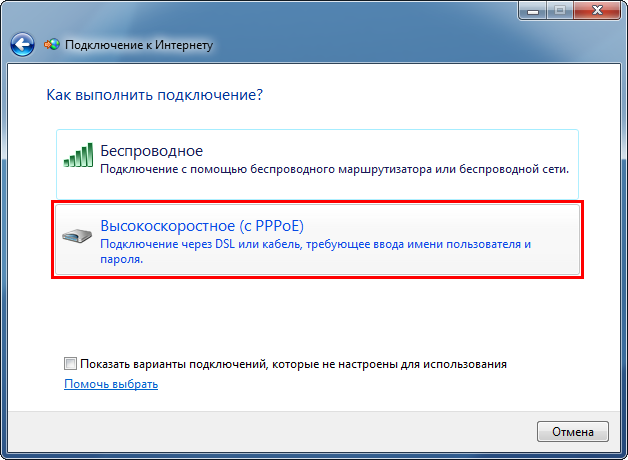 Подключение к Интернету
Как выполнить подключение?
Беспроводное
Подключение с помощью беспроводного маршрутизатора или беспроводной сети.
Высокоскоростное (с PPPoE)
Подключение через DSL или кабель, требующее ввода имени пользователя и
пароля.
Показать варианты подключений, которые не настроены для использования
Помочь выбрать
Отмена